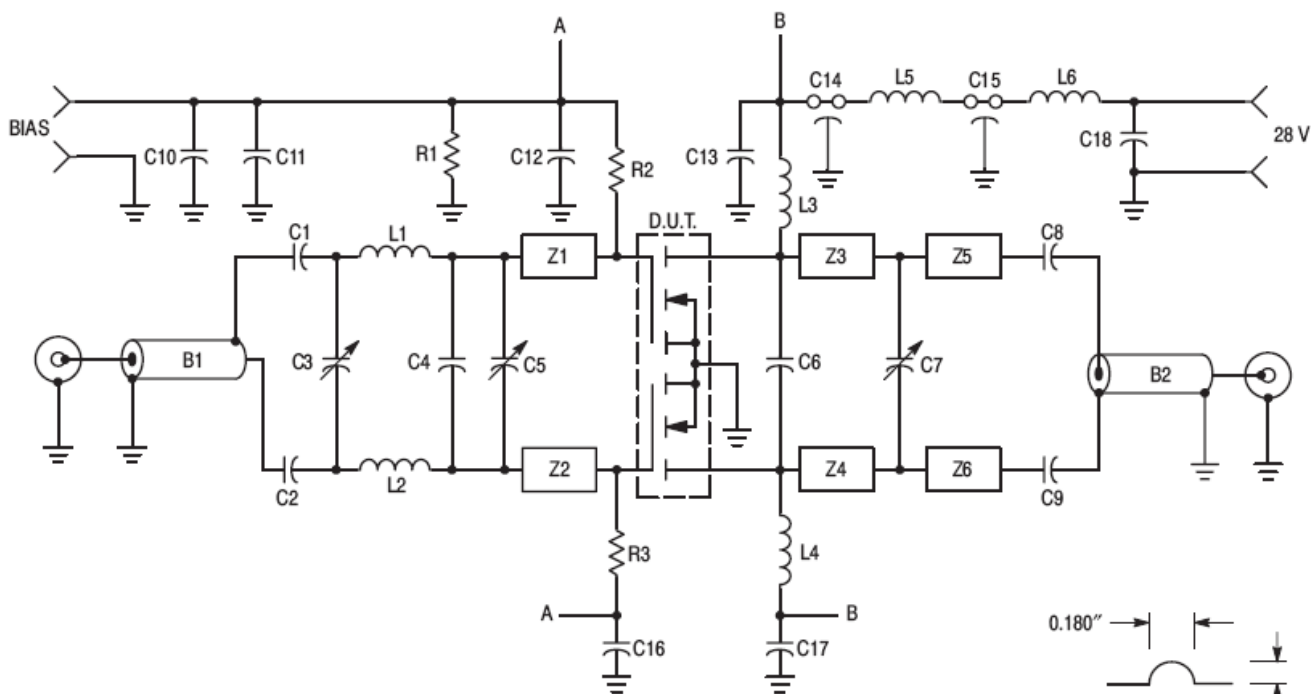 A
B
C14
L5
C15
L6
BIAS
C10
C11
R1
C12
R2
C13
C18
28 V
L3
D.U.T.
C1
L1
Z1
Z3
Z5
C8
B1
C3
C4
C5
C6
C7
B2
C2
L2
Z2
Z4
Z6
C9
R3
L4
A
B
C16
C17
0.180″